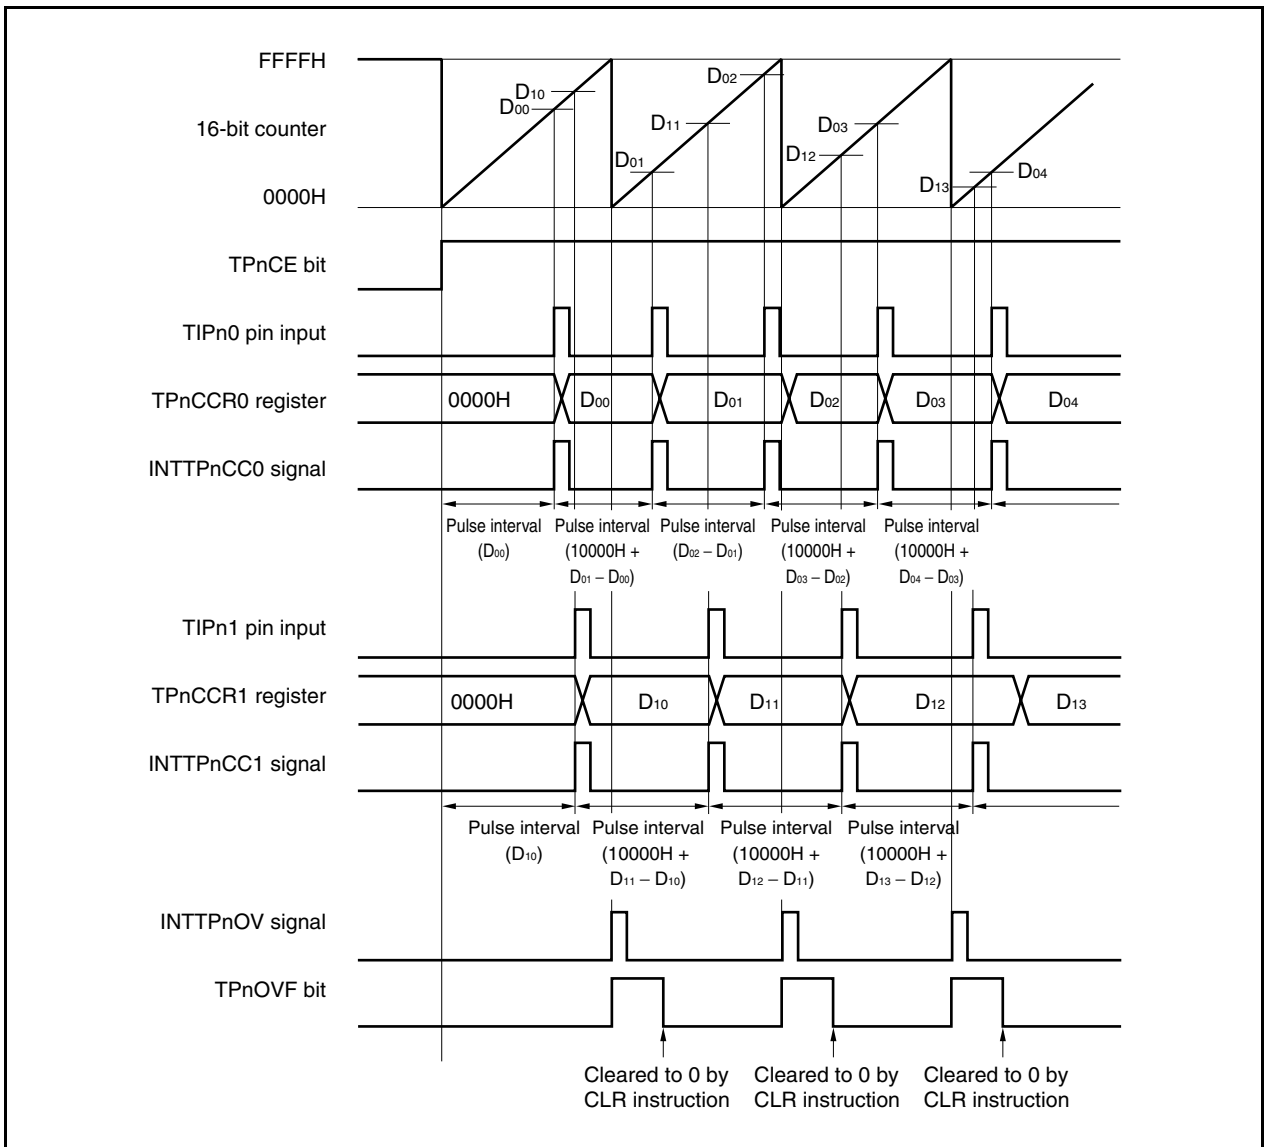 FFFFH
16-bit counter
0000H
D10
D00
D01
D11
D02
D12
D03
D13
D04
TPnCE bit
TIPn0 pin input
TPnCCR0 register
0000H D00 D01 D02 D03 D04
INTTPnCC0 signal
Pulse interval
(D00)
Pulse interval
(10000H +
D01 – D00)
Pulse interval
(D02 – D01)
Pulse interval
(10000H +
D03 – D02)
Pulse interval
(10000H +
D04 – D03)
TIPn1 pin input
TPnCCR1 register
0000H D10 D11 D12 D13
INTTPnCC1 signal
Pulse interval
(D10)
Pulse interval
(10000H +
D11 – D10)
Pulse interval
(10000H +
D12 – D11)
Pulse interval
(10000H +
D13 – D12)
INTTPnOV signal
TPnOVF bit
Cleared to 0 by
CLR instruction
Cleared to 0 by
CLR instruction
Cleared to 0 by
CLR instruction